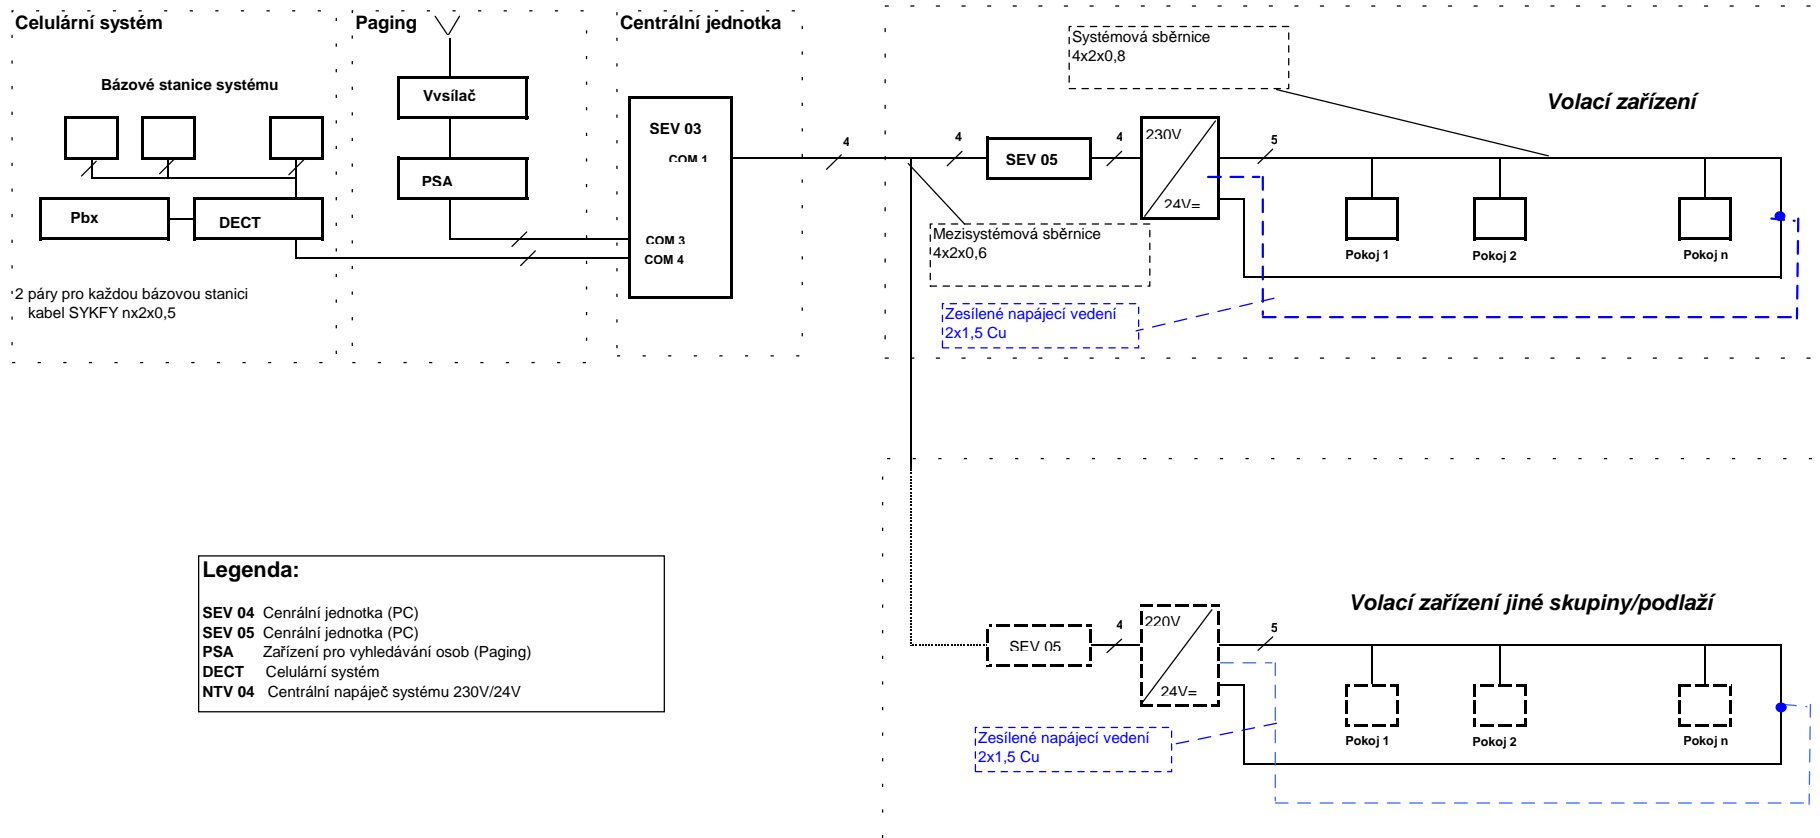 Celulární systém
Bázové stanice systému
Pbx
DECT
2 páry pro každou bázovou stanici
kabel SYKFY nx2x0,5
Paging
Vvsílač
PSA
Centrální jednotka
SEV 03
COM 1
COM 3
COM 4
4
Systémová sběrnice
4x2x0,8
Volací zařízení
4
SEV 05
4
230V
24V=
5
Mezisystémová sběrnice
4x2x0,6
Zesílené napájecí vedení
2x1,5 Cu
Pokoj 1
Pokoj 2
Pokoj n
Legenda:
SEV 04 Cenrální jednotka (PC)
SEV 05 Cenrální jednotka (PC)
PSA Zařízení pro vyhledávání osob (Paging)
DECT Celulární systém
NTV 04 Centrální napáječ systému 230V/24V
Volací zařízení jiné skupiny/podlaží
SEV 05
4
220V
24V=
5
Zesílené napájecí vedení
2x1,5 Cu
Pokoj 1
Pokoj 2
Pokoj n